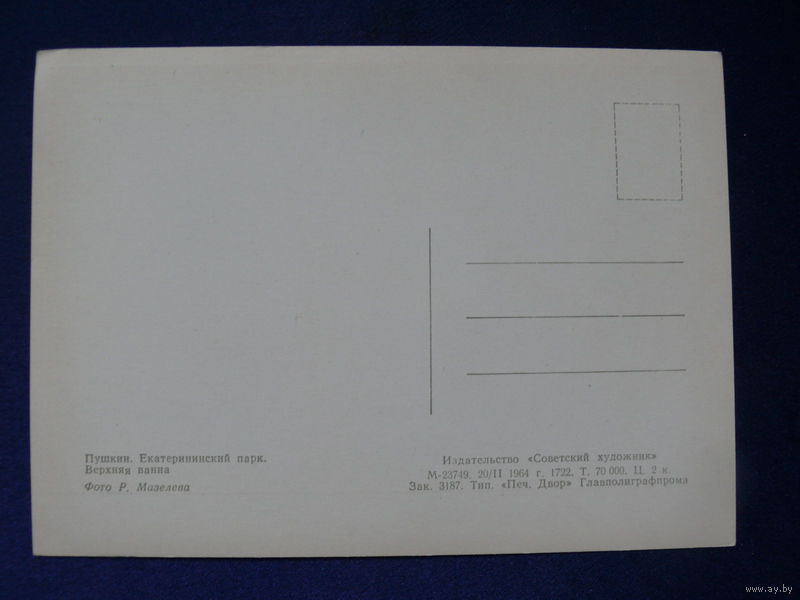 Пушкин. Екатерининский парк.
Верхняя ванна
Фото Р. Мазелева
Издательство «Советский художник»
М-23749. 20/II 1964 г. 1722. Т. 70 000. Ц. 2 к.
Зак. 3187. Тип. «Печ. Двор» Главполиграфпрома
www.ay.by